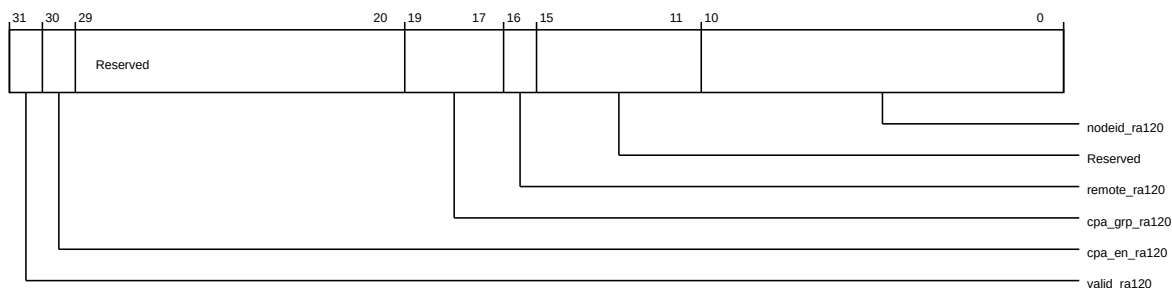 31 30 29 20 19 17 16 15 11 10 0
Reserved
nodeid_ra120
Reserved
remote_ra120
cpa_grp_ra120
cpa_en_ra120
valid_ra120